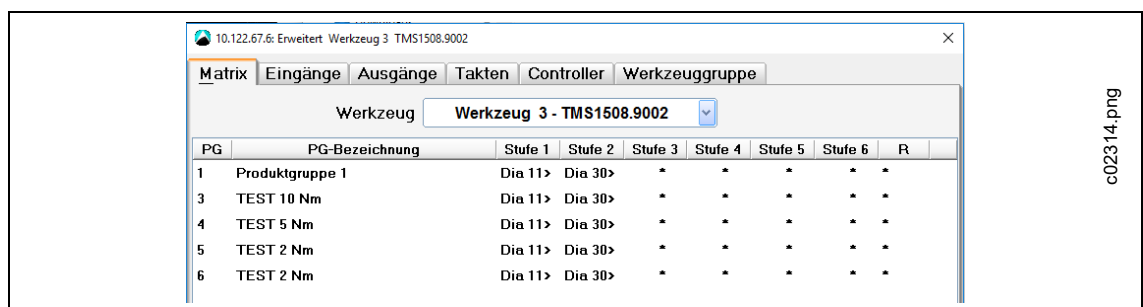 10.122.67.6: Erweitert Werkzeug 3 TMS1508.9002
Matrix Eingänge Ausgänge Takten Controller Werkzeuggruppe
Werkzeug Werkzeug 3 - TMS1508.9002
PG PG-Bezeichnung Stufe 1 Stufe 2 Stufe 3 Stufe 4 Stufe 5 Stufe 6 R
1 Produktgruppe 1 Dia 11> Dia 30> * * * * *
3 TEST 10 Nm Dia 11> Dia 30> * * * * *
4 TEST 5 Nm Dia 11> Dia 30> * * * * *
5 TEST 2 Nm Dia 11> Dia 30> * * * * *
6 TEST 2 Nm Dia 11> Dia 30> * * * * *
c02314.png